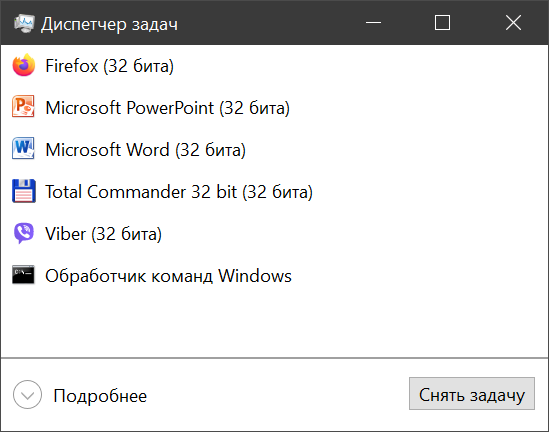 Диспетчер задач
Firefox (32 бита)
Microsoft PowerPoint (32 бита)
Microsoft Word (32 бита)
Total Commander 32 bit (32 бита)
Viber (32 бита)
Обработчик команд Windows
Подробнее
Снять задачу